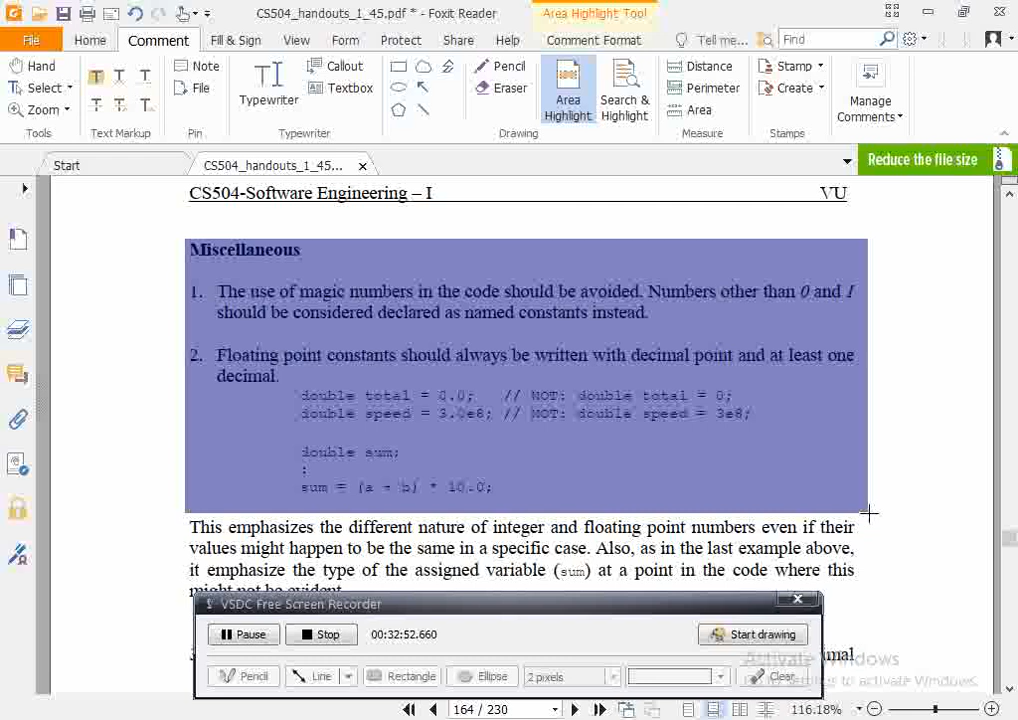 CS504_handouts_1_45.pdf * - Foxit Reader
Area Highlight Tool
File Home Comment Fill & Sign View Form Protect Share Help Comment Format Tell me... Find
Hand
Select
Zoom
Tools
T T T
T T T
Text Markup
Note
File
Pin
Typewriter
Callout
Textbox
Typewriter
Pencil
Eraser
Area Highlight
Search & Highlight
Drawing
Distance
Perimeter
Area
Measure
Stamp
Create
Stamps
Manage Comments
Start
CS504_handouts_1_45...
Reduce the file size
CS504-Software Engineering – I VU
Miscellaneous
1. The use of magic numbers in the code should be avoided. Numbers other than 0 and 1
should be considered declared as named constants instead.
2. Floating point constants should always be written with decimal point and at least one
decimal.
double total = 0.0; // NOT: double total = 0;
double speed = 3.0e8; // NOT: double speed = 3e8;
double sum;
:
sum = (a + b) * 10.0;
This emphasizes the different nature of integer and floating point numbers even if their
values might happen to be the same in a specific case. Also, as in the last example above,
it emphasize the type of the assigned variable (sum) at a point in the code where this
might not be evident.
VSDC Free Screen Recorder
Pause Stop 00:32:52.660 Start drawing
Pencil Line Rectangle Ellipse 2 pixels Clear
Activate Windows
to activate Windows.
164 / 230 116.18%